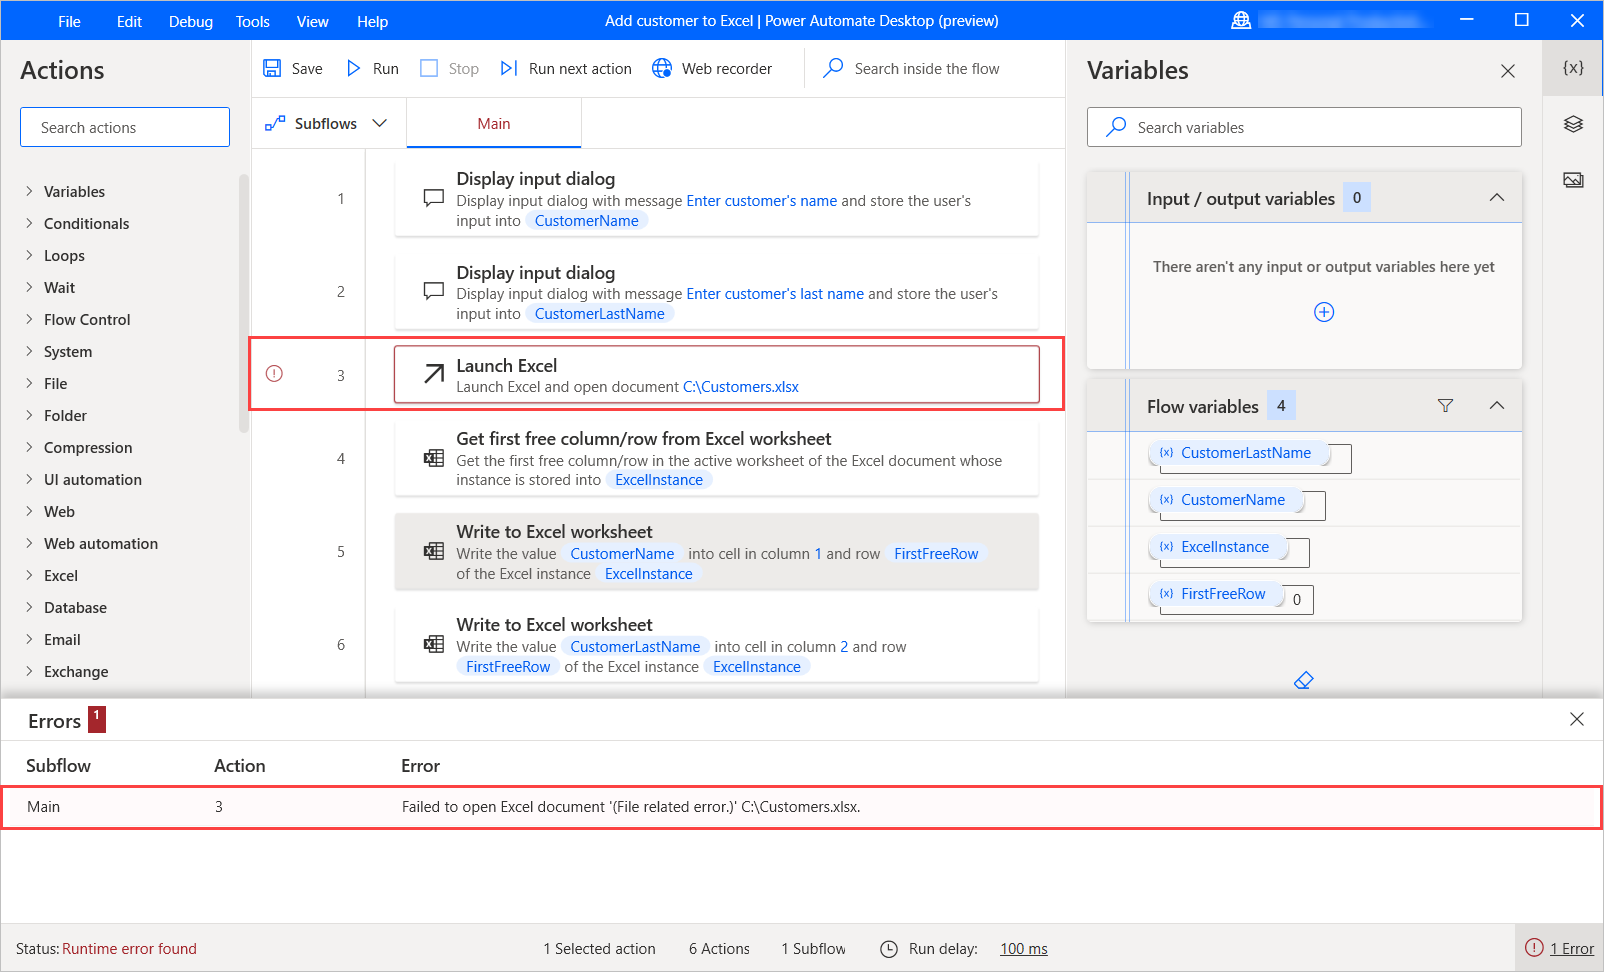 File Edit Debug Tools View Help
Add customer to Excel | Power Automate Desktop (preview)
Actions
Search actions
Variables
Conditionals
Loops
Wait
Flow Control
System
File
Folder
Compression
UI automation
Web
Web automation
Excel
Database
Email
Exchange
Save Run Stop Run next action Web recorder Search inside the flow
Subflows Main
1
Display input dialog
Display input dialog with message Enter customer's name and store the user's
input into CustomerName
2
Display input dialog
Display input dialog with message Enter customer's last name and store the user's
input into CustomerLastName
3
Launch Excel
Launch Excel and open document C:\Customers.xlsx
4
Get first free column/row from Excel worksheet
Get the first free column/row in the active worksheet of the Excel document whose
instance is stored into ExcelInstance
5
Write to Excel worksheet
Write the value CustomerName into cell in column 1 and row FirstFreeRow
of the Excel instance ExcelInstance
6
Write to Excel worksheet
Write the value CustomerLastName into cell in column 2 and row
FirstFreeRow of the Excel instance ExcelInstance
Variables
{x}
Search variables
Input / output variables 0
There aren't any input or output variables here yet
Flow variables 4
{x} CustomerLastName
{x} CustomerName
{x} ExcelInstance
{x} FirstFreeRow 0
Errors 1
Subflow Action Error
Main 3 Failed to open Excel document '(File related error.)' C:\Customers.xlsx.
Status: Runtime error found 1 Selected action 6 Actions 1 Subflow Run delay: 100 ms 1 Error